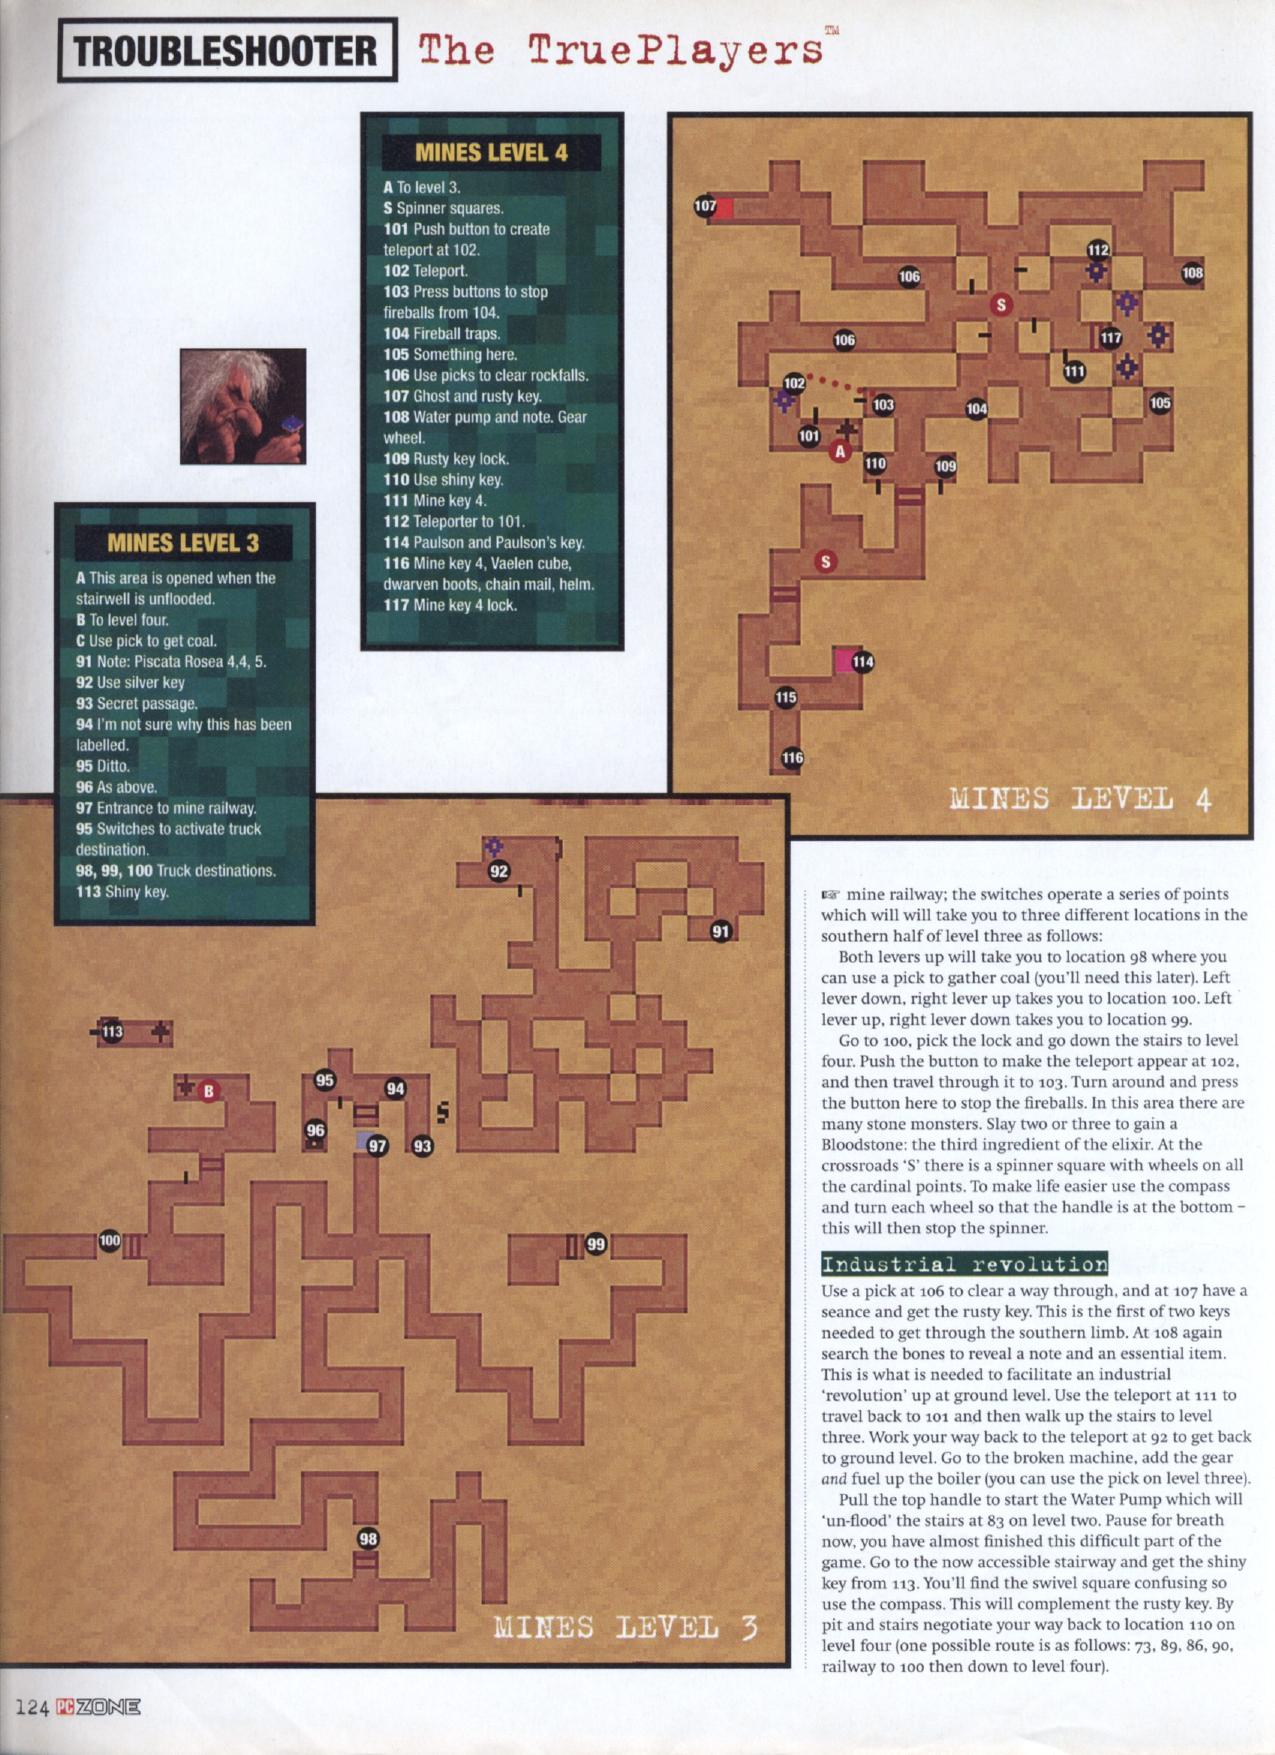 TROUBLESHOOTER
The TruePlayers™
MINES LEVEL 4
A To level 3.
S Spinner squares.
101 Push button to create
teleport at 102.
102 Teleport.
103 Press buttons to stop
fireballs from 104.
104 Fireball traps.
105 Something here.
106 Use picks to clear rockfalls.
107 Ghost and rusty key.
108 Water pump and note. Gear
wheel.
109 Rusty key lock.
110 Use shiny key.
111 Mine key 4.
112 Teleporter to 101.
114 Paulson and Paulson's key.
116 Mine key 4, Vaelen cube,
dwarven boots, chain mail, helm.
117 Mine key 4 lock.
107
112
106
108
S
106
117
111
102
103
104
105
101
A
110
109
S
114
115
116
MINES LEVEL 4
MINES LEVEL 3
A This area is opened when the
stairwell is unflooded.
B To level four.
C Use pick to get coal.
91 Note: Piscata Rosea 4,4, 5.
92 Use silver key
93 Secret passage.
94 I'm not sure why this has been
labelled.
95 Ditto.
96 As above.
97 Entrance to mine railway.
95 Switches to activate truck
destination.
98, 99, 100 Truck destinations.
113 Shiny key.
92
91
113
95
94
B
S
96
97
93
100
99
98
MINES LEVEL 3
☞ mine railway; the switches operate a series of points
which will will take you to three different locations in the
southern half of level three as follows:
Both levers up will take you to location 98 where you
can use a pick to gather coal (you'll need this later). Left
lever down, right lever up takes you to location 100. Left
lever up, right lever down takes you to location 99.
Go to 100, pick the lock and go down the stairs to level
four. Push the button to make the teleport appear at 102,
and then travel through it to 103. Turn around and press
the button here to stop the fireballs. In this area there are
many stone monsters. Slay two or three to gain a
Bloodstone: the third ingredient of the elixir. At the
crossroads 'S' there is a spinner square with wheels on all
the cardinal points. To make life easier use the compass
and turn each wheel so that the handle is at the bottom –
this will then stop the spinner.
Industrial revolution
Use a pick at 106 to clear a way through, and at 107 have a
seance and get the rusty key. This is the first of two keys
needed to get through the southern limb. At 108 again
search the bones to reveal a note and an essential item.
This is what is needed to facilitate an industrial
'revolution' up at ground level. Use the teleport at 111 to
travel back to 101 and then walk up the stairs to level
three. Work your way back to the teleport at 92 to get back
to ground level. Go to the broken machine, add the gear
and fuel up the boiler (you can use the pick on level three).
Pull the top handle to start the Water Pump which will
'un-flood' the stairs at 83 on level two. Pause for breath
now, you have almost finished this difficult part of the
game. Go to the now accessible stairway and get the shiny
key from 113. You'll find the swivel square confusing so
use the compass. This will complement the rusty key. By
pit and stairs negotiate your way back to location 110 on
level four (one possible route is as follows: 73, 89, 86, 90,
railway to 100 then down to level four).
124 PC ZONE